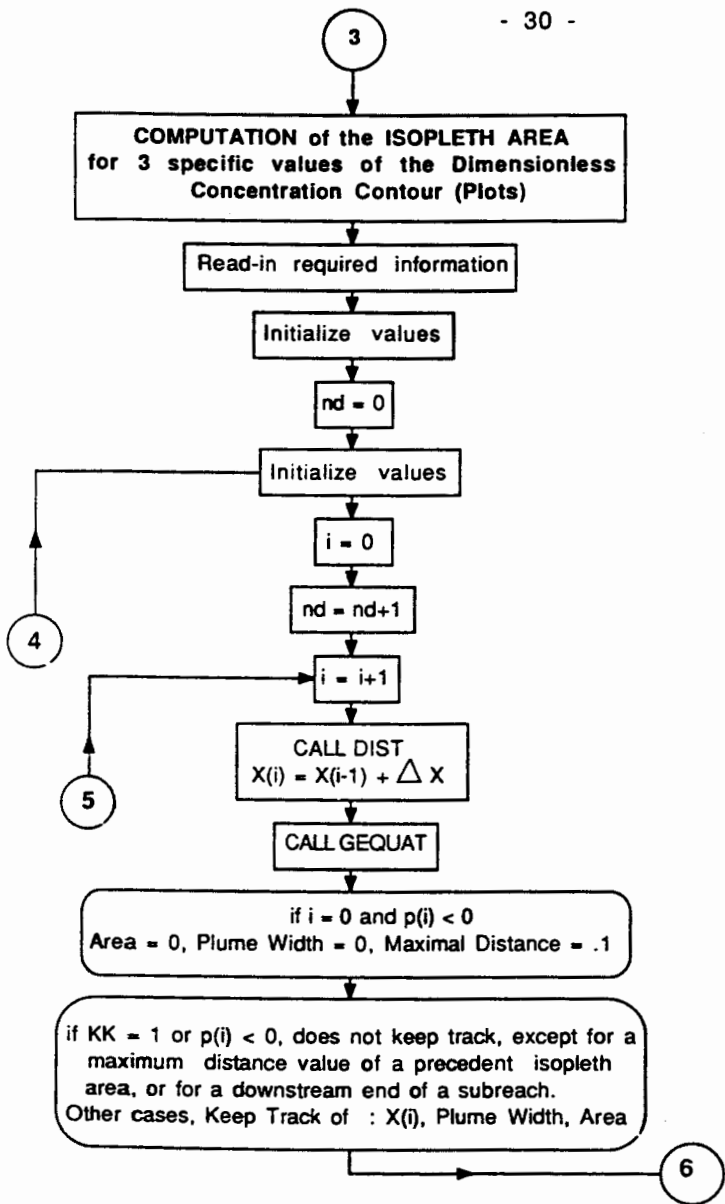 - 30 -
3
COMPUTATION of the ISOPLETH AREA
for 3 specific values of the Dimensionless
Concentration Contour (Plots)
Read-in required information
Initialize values
nd = 0
Initialize values
i = 0
nd = nd+1
4
i = i+1
CALL DIST
X(i) = X(i-1) + △ X
5
CALL GEQUAT
if i = 0 and p(i) < 0
Area = 0, Plume Width = 0, Maximal Distance = .1
if KK = 1 or p(i) < 0, does not keep track, except for a
maximum distance value of a precedent isopleth
area, or for a downstream end of a subreach.
Other cases, Keep Track of : X(i), Plume Width, Area
6